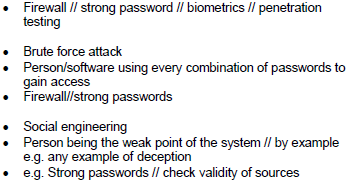 • Firewall // strong password // biometrics // penetration
testing
• Brute force attack
• Person/software using every combination of passwords to
gain access
• Firewall//strong passwords
• Social engineering
• Person being the weak point of the system // by example
e.g. any example of deception
• e.g. Strong passwords // check validity of sources